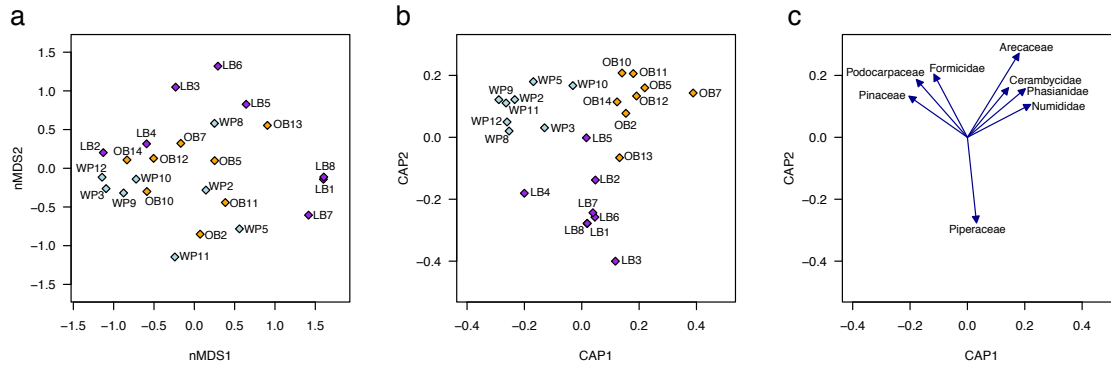 a
1.5
1.0
0.5
0.0
−0.5
−1.0
−1.5
nMDS2
LB6
LB3
LB5
WP8
OB13
LB4
OB7
LB2
OB14
OB12
OB5
LB8
WP12
WP10
LB1
WP3
WP9
OB10
WP2
OB11
LB7
OB2
WP5
WP11
−1.5 −1.0 −0.5 0.0 0.5 1.0 1.5
nMDS1
b
0.2
0.0
−0.2
−0.4
CAP2
OB10
OB11
WP5
WP10
OB5
OB7
WP9
WP2
OB14
OB12
WP11
OB2
WP12
WP3
WP8
LB5
OB13
LB2
LB4
LB7
LB6
LB8
LB1
LB3
−0.4 −0.2 0.0 0.2 0.4
CAP1
c
0.2
0.0
−0.2
−0.4
CAP2
Arecaceae
Formicidae
Podocarpaceae
Cerambycidae
Phasianidae
Pinaceae
Numididae
Piperaceae
−0.4 −0.2 0.0 0.2 0.4
CAP1